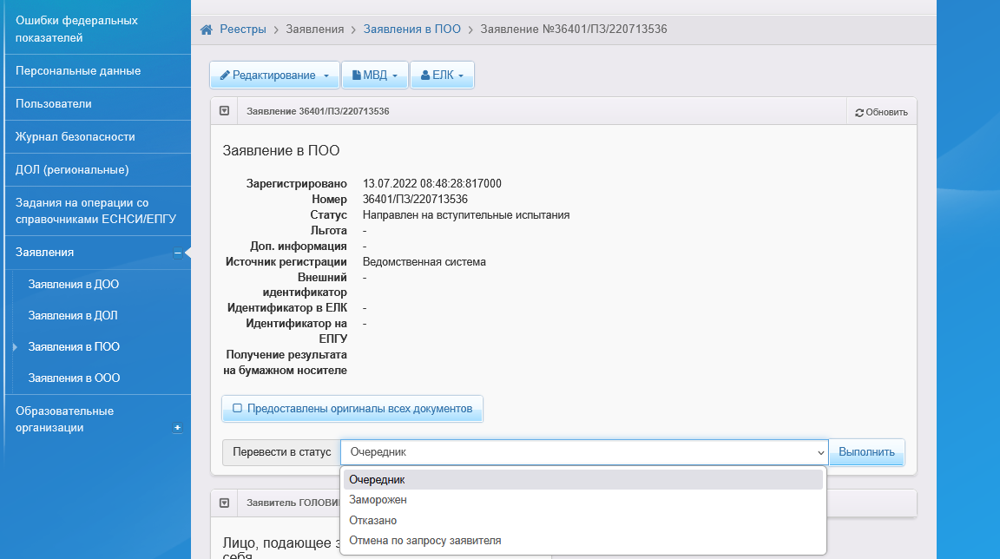 Ошибки федеральных
показателей
Персональные данные
Пользователи
Журнал безопасности
ДОЛ (региональные)
Задания на операции со
справочниками ЕСНСИ/ЕПГУ
Заявления
Заявления в ДОО
Заявления в ДОЛ
Заявления в ПОО
Заявления в ООО
Образовательные
организации
Реестры > Заявления > Заявления в ПОО > Заявление №36401/ПЗ/220713536
Редактирование МВД ЕЛК
Заявление 36401/ПЗ/220713536 Обновить
Заявление в ПОО
Зарегистрировано 13.07.2022 08:48:28:817000
Номер 36401/ПЗ/220713536
Статус Направлен на вступительные испытания
Льгота -
Доп. информация -
Источник регистрации Ведомственная система
Внешний -
идентификатор
Идентификатор в ЕЛК -
Идентификатор на -
ЕПГУ
Получение результата
на бумажном носителе
Предоставлены оригиналы всех документов
Перевести в статус Очередник Выполнить
Очередник
Заморожен
Отказано
Отмена по запросу заявителя
Заявитель
Лицо, подающее